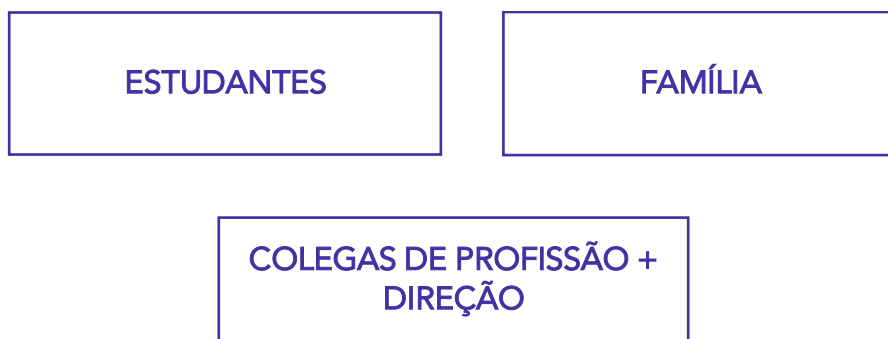 ESTUDANTES
FAMÍLIA
COLEGAS DE PROFISSÃO +
DIREÇÃO